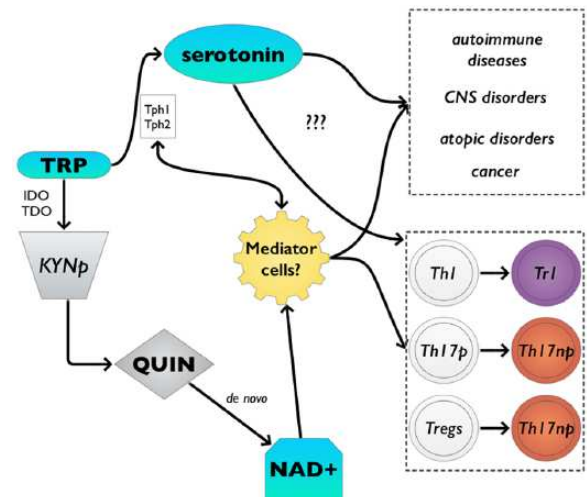 serotonin
autoimmune
diseases
CNS disorders
atopic disorders
cancer
Tph1
Tph2
???
TRP
IDO
TDO
KYNp
Mediator
cells?
Th1
Tr1
Th17p
Th17np
QUIN
de novo
Tregs
Th17np
NAD+